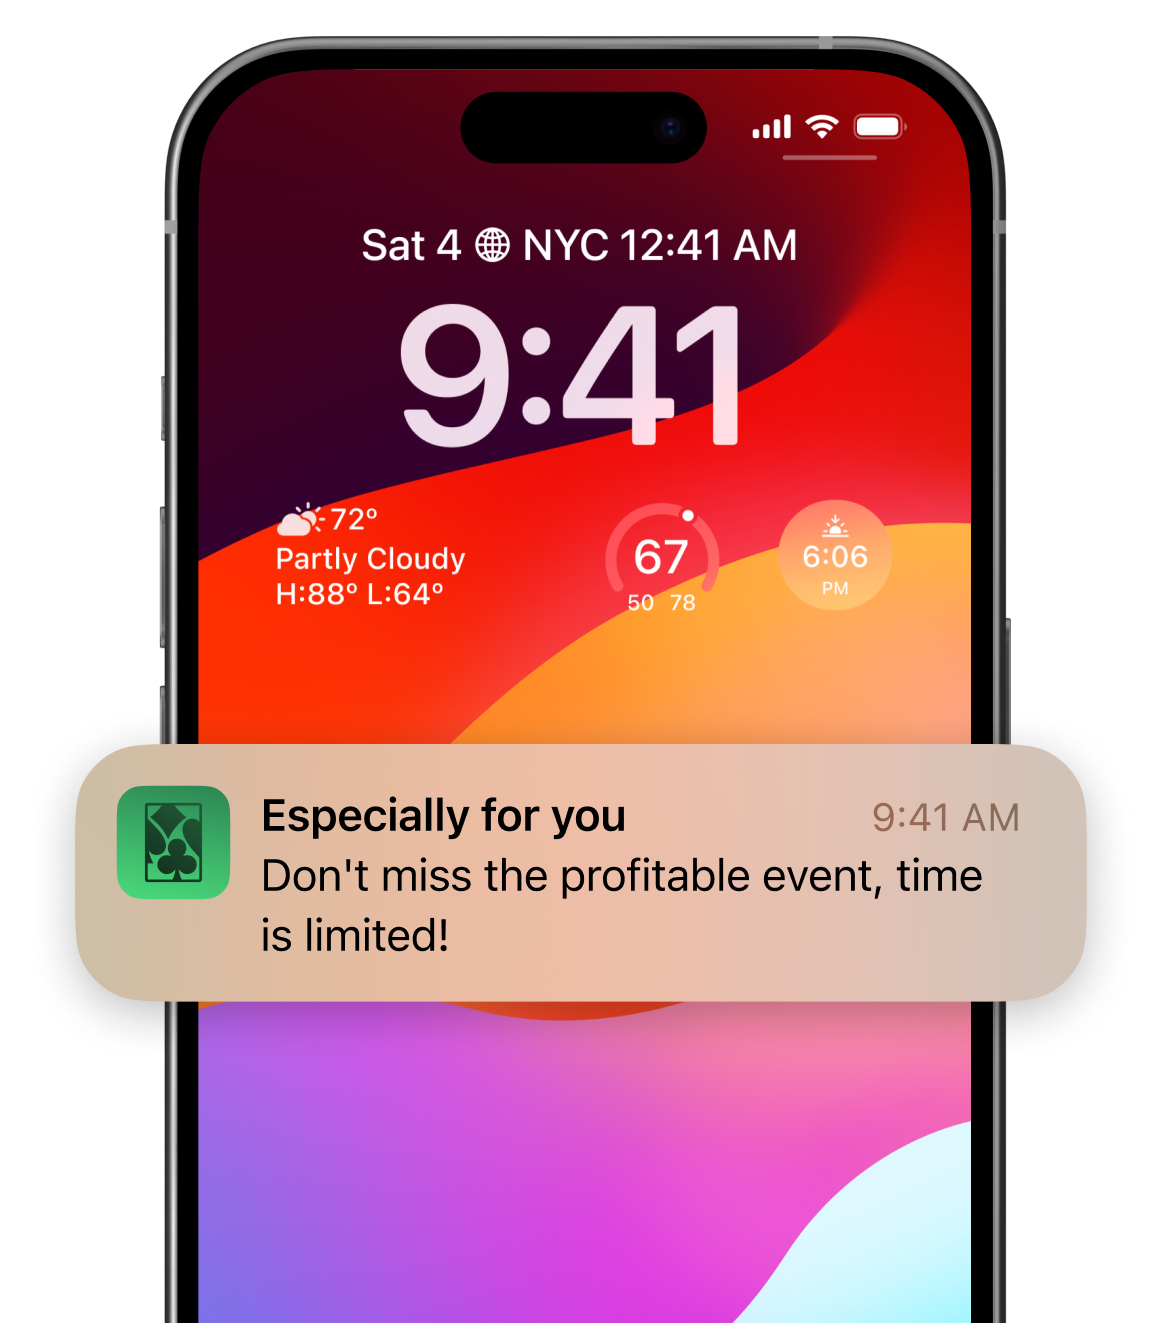 Sat 4 NYC 12:41 AM
9:41
72°
Partly Cloudy
H:88° L:64°
67
50 78
6:06
PM
Especially for you 9:41 AM
Don't miss the profitable event, time
is limited!